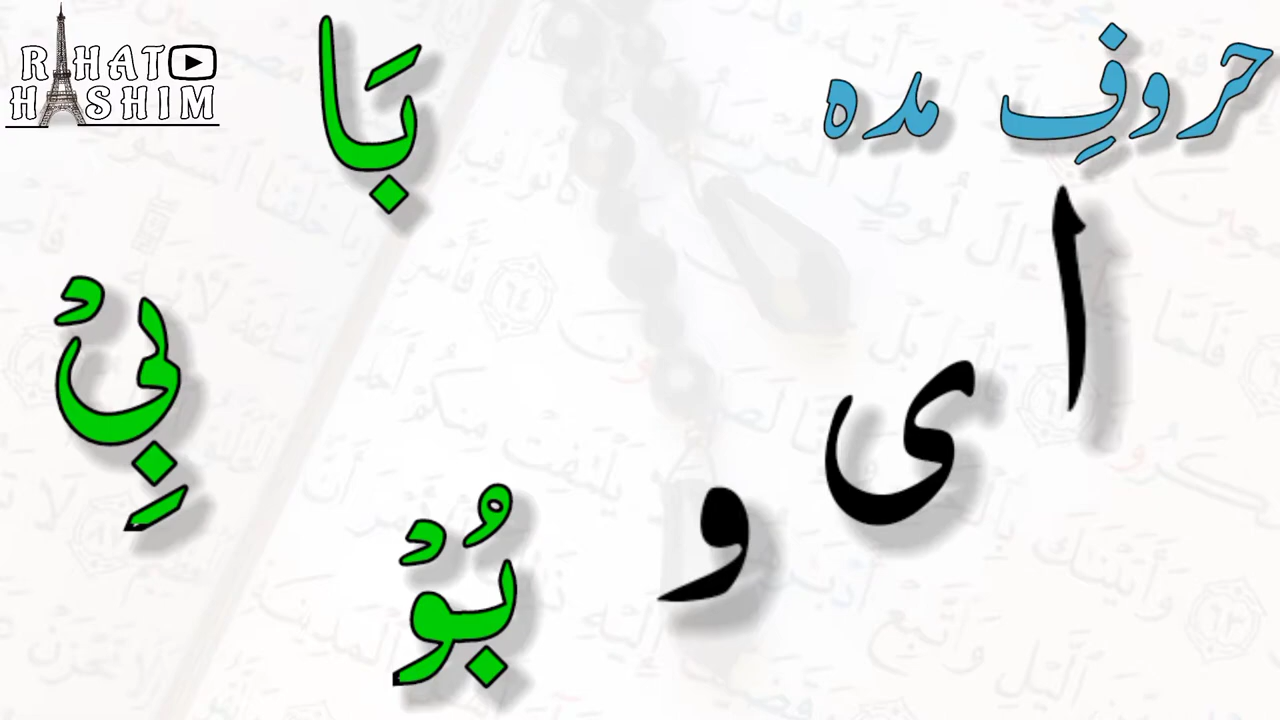 RAHAT
HASHIM
حروفِ مدہ
ا
ی
و
بَا
بِیْ
بُوْ